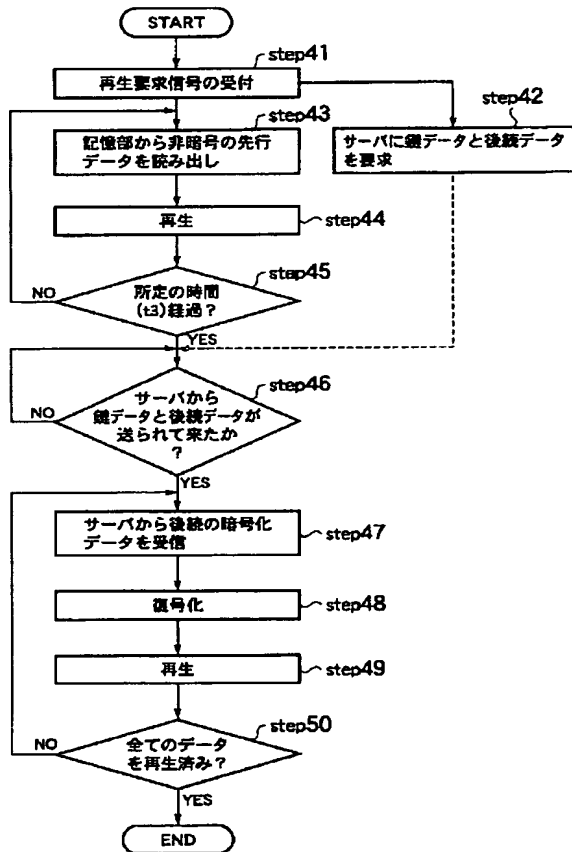 START
step41
再生要求信号の受付
step42
サーバに鍵データと後続データ
を要求
step43
記憶部から非暗号の先行
データを読み出し
再生
step44
step45
所定の時間
(t3)経過?
NO
YES
step46
サーバから
鍵データと後続データが
送られて来たか
?
NO
YES
サーバから後続の暗号化
データを受信
step47
復号化
step48
再生
step49
step50
全てのデータ
を再生済み?
NO
YES
END